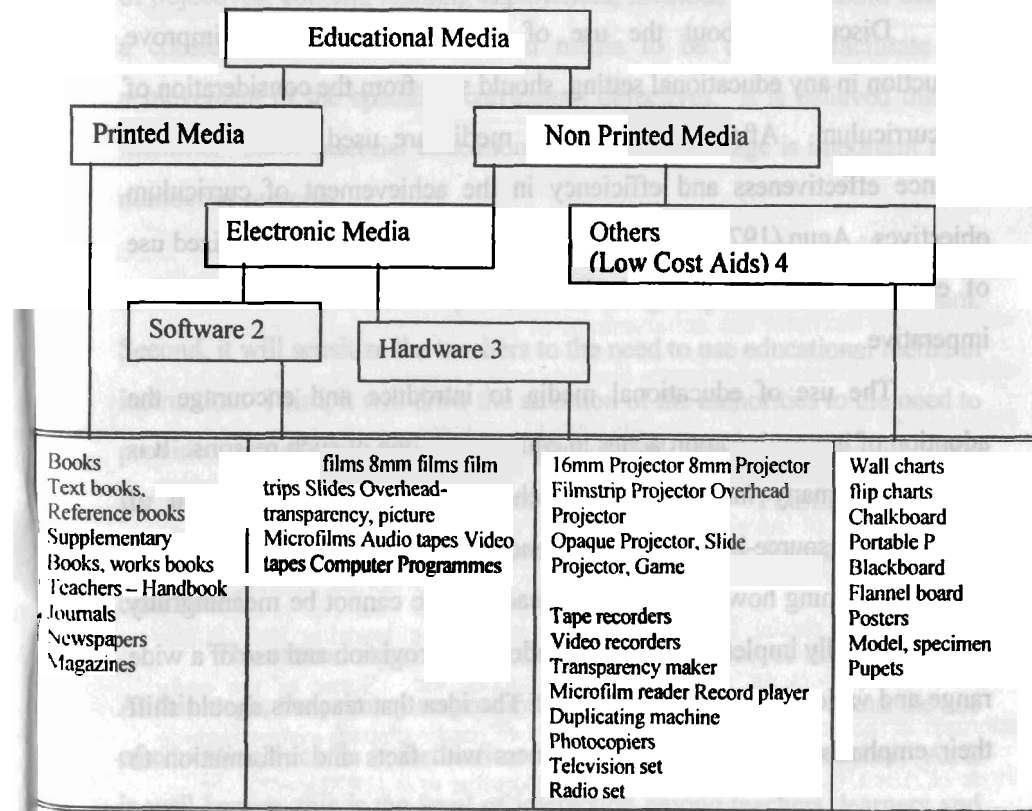 Educational Media
Printed Media
Non Printed Media
Electronic Media
Others
(Low Cost Aids) 4
Software 2
Hardware 3
Books
Text books,
Reference books
Supplementary
Books, works books
Teachers – Handbook
Journals
Newspapers
Magazines
films 8mm films film
trips Slides Overhead-
transparency, picture
Microfilms Audio tapes Video
tapes Computer Programmes
16mm Projector 8mm Projector
Filmstrip Projector Overhead
Projector
Opaque Projector, Slide
Projector, Game
Tape recorders
Video recorders
Transparency maker
Microfilm reader Record player
Duplicating machine
Photocopiers
Television set
Radio set
Wall charts
flip charts
Chalkboard
Portable P
Blackboard
Flannel board
Posters
Model, specimen
Pupets